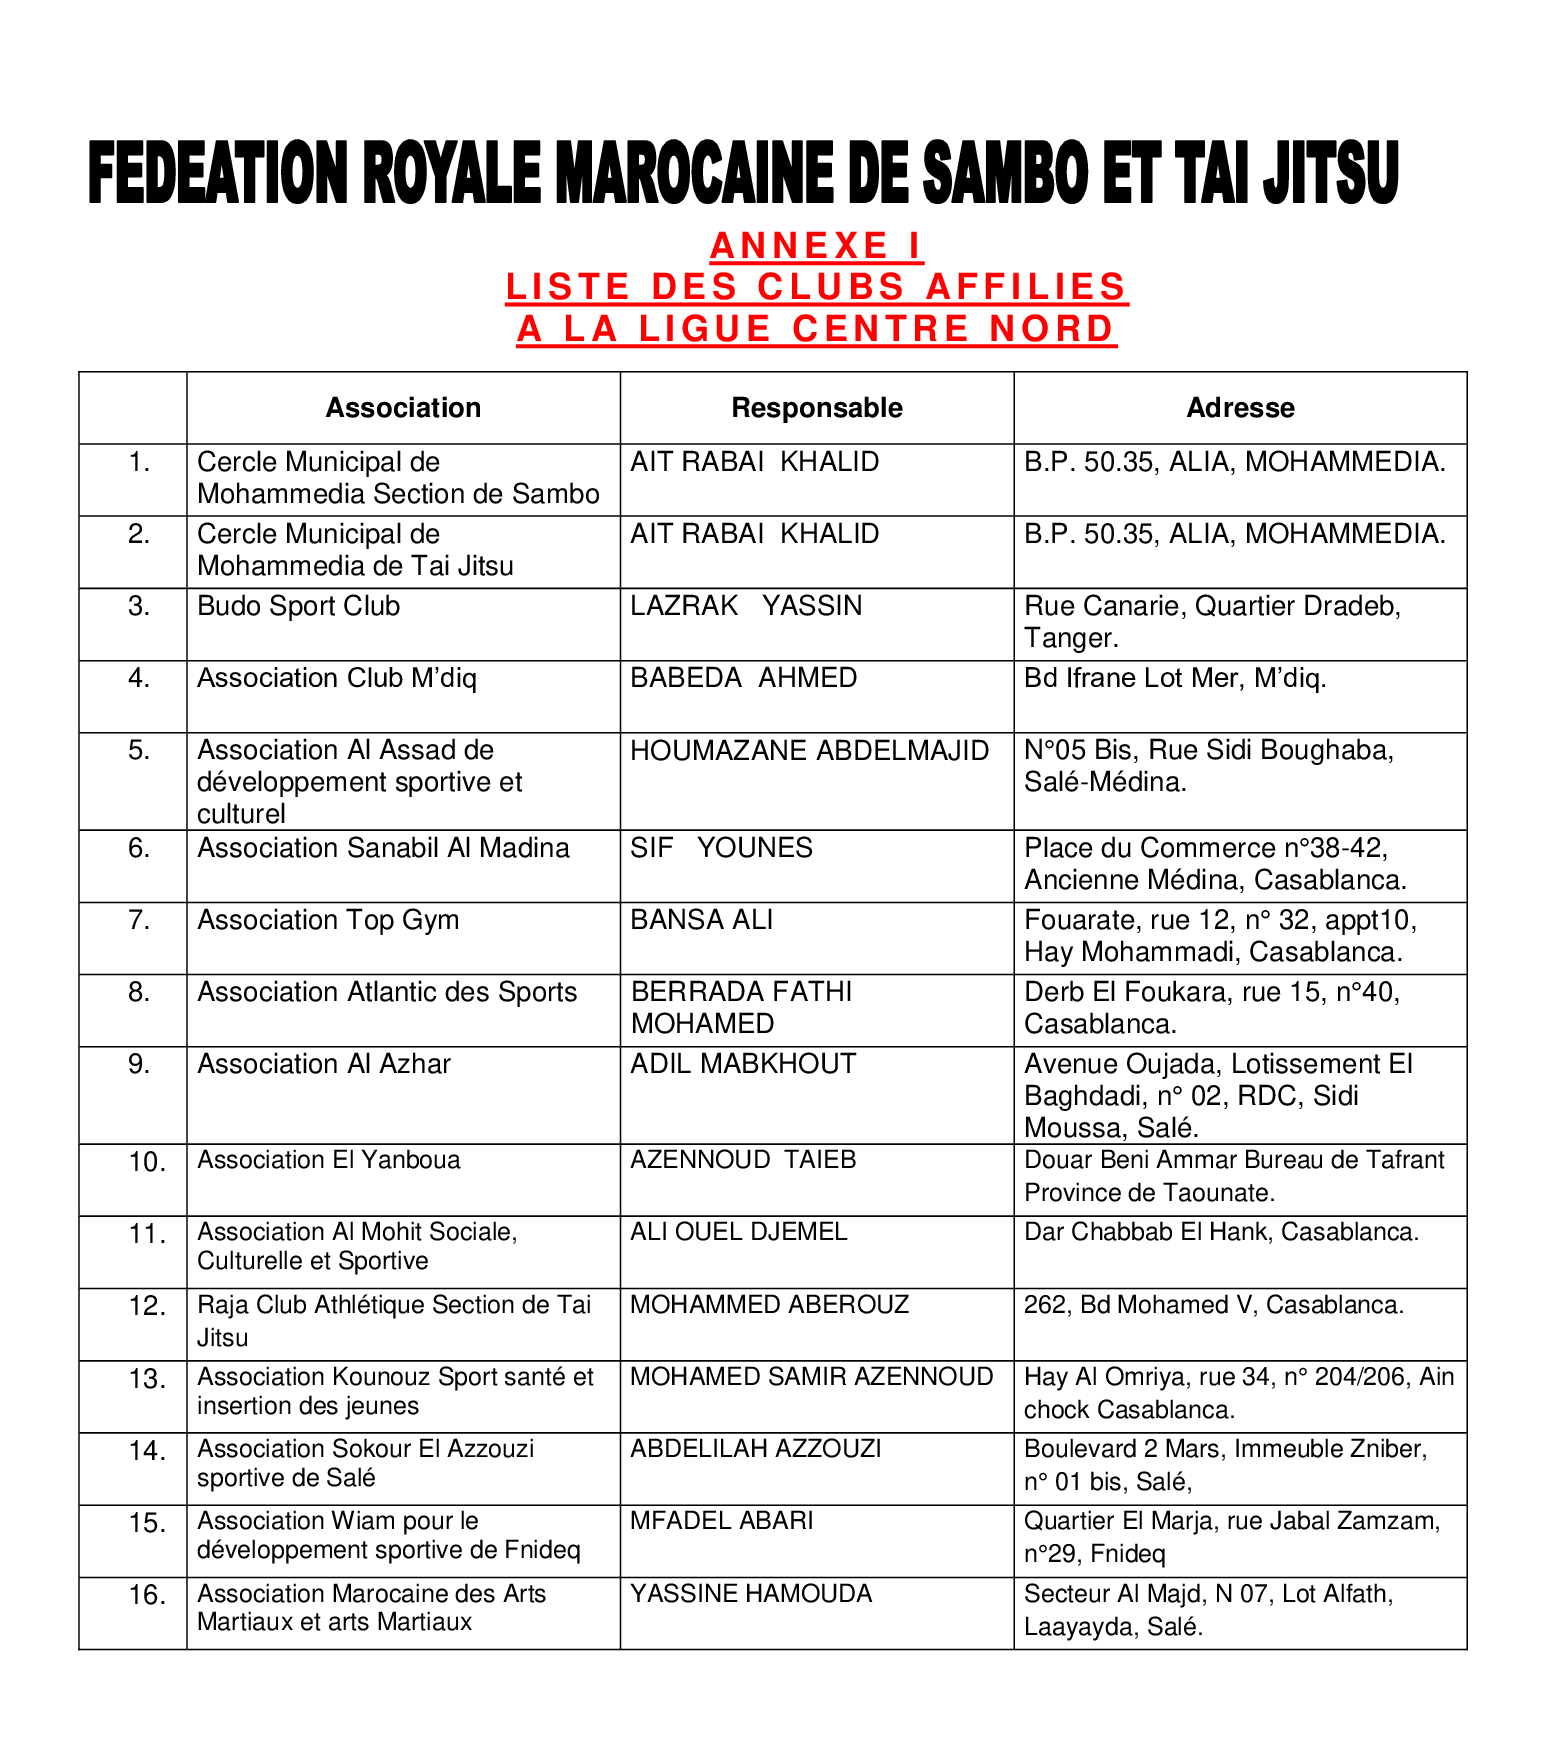 FEDEATION ROYALE MAROCAINE DE SAMBO ET TAI JITSU
ANNEXE I
LISTE DES CLUBS AFFILIES
A LA LIGUE CENTRE NORD
Association Responsable Adresse
1. Cercle Municipal de AIT RABAI KHALID B.P. 50.35, ALIA, MOHAMMEDIA.
Mohammedia Section de Sambo
2. Cercle Municipal de AIT RABAI KHALID B.P. 50.35, ALIA, MOHAMMEDIA.
Mohammedia de Tai Jitsu
3. Budo Sport Club LAZRAK YASSIN Rue Canarie, Quartier Dradeb,
Tanger.
4. Association Club M’diq BABEDA AHMED Bd Ifrane Lot Mer, M’diq.
5. Association Al Assad de HOUMAZANE ABDELMAJID N°05 Bis, Rue Sidi Boughaba,
développement sportive et Salé-Médina.
culturel
6. Association Sanabil Al Madina SIF YOUNES Place du Commerce n°38-42,
Ancienne Médina, Casablanca.
7. Association Top Gym BANSA ALI Fouarate, rue 12, n° 32, appt10,
Hay Mohammadi, Casablanca.
8. Association Atlantic des Sports BERRADA FATHI Derb El Foukara, rue 15, n°40,
MOHAMED Casablanca.
9. Association Al Azhar ADIL MABKHOUT Avenue Oujada, Lotissement El
Baghdadi, n° 02, RDC, Sidi
Moussa, Salé.
10. Association El Yanboua AZENNOUD TAIEB Douar Beni Ammar Bureau de Tafrant
Province de Taounate.
11. Association Al Mohit Sociale, ALI OUEL DJEMEL Dar Chabbab El Hank, Casablanca.
Culturelle et Sportive
12. Raja Club Athlétique Section de Tai MOHAMMED ABEROUZ 262, Bd Mohamed V, Casablanca.
Jitsu
13. Association Kounouz Sport santé et MOHAMED SAMIR AZENNOUD Hay Al Omriya, rue 34, n° 204/206, Ain
insertion des jeunes chock Casablanca.
14. Association Sokour El Azzouzi ABDELILAH AZZOUZI Boulevard 2 Mars, Immeuble Zniber,
sportive de Salé n° 01 bis, Salé,
15. Association Wiam pour le MFADEL ABARI Quartier El Marja, rue Jabal Zamzam,
développement sportive de Fnideq n°29, Fnideq
16. Association Marocaine des Arts YASSINE HAMOUDA Secteur Al Majd, N 07, Lot Alfath,
Martiaux et arts Martiaux Laayayda, Salé.